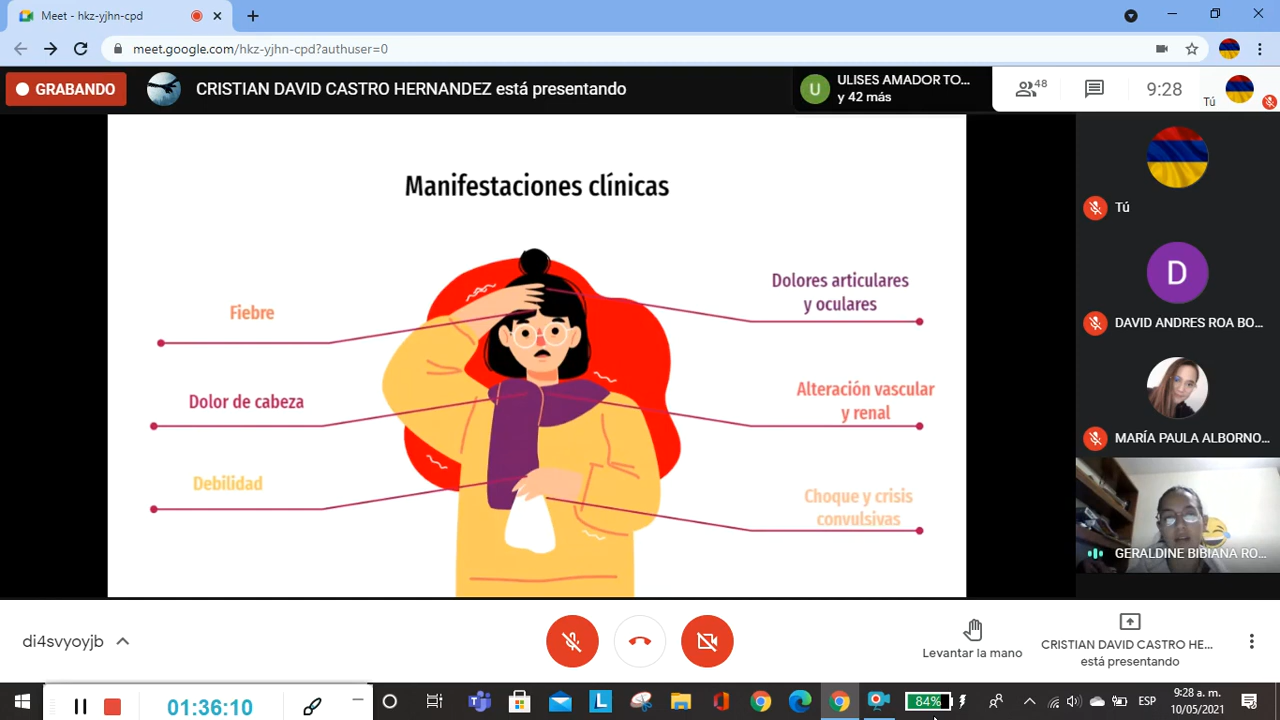 Meet - hkz-yjhn-cpd
meet.google.com/hkz-yjhn-cpd?authuser=0
GRABANDO
CRISTIAN DAVID CASTRO HERNANDEZ está presentando
U
ULISES AMADOR TO...
y 42 más
48
9:28
Tú
Manifestaciones clínicas
Fiebre
Dolor de cabeza
Debilidad
Dolores articulares
y oculares
Alteración vascular
y renal
Choque y crisis
convulsivas
Tú
D
DAVID ANDRES ROA BO...
MARÍA PAULA ALBORNO...
GERALDINE BIBIANA RO...
di4svyoyjb
Levantar la mano
CRISTIAN DAVID CASTRO HE...
está presentando
01:36:10
L
84%
ESP
9:28 a. m.
10/05/2021